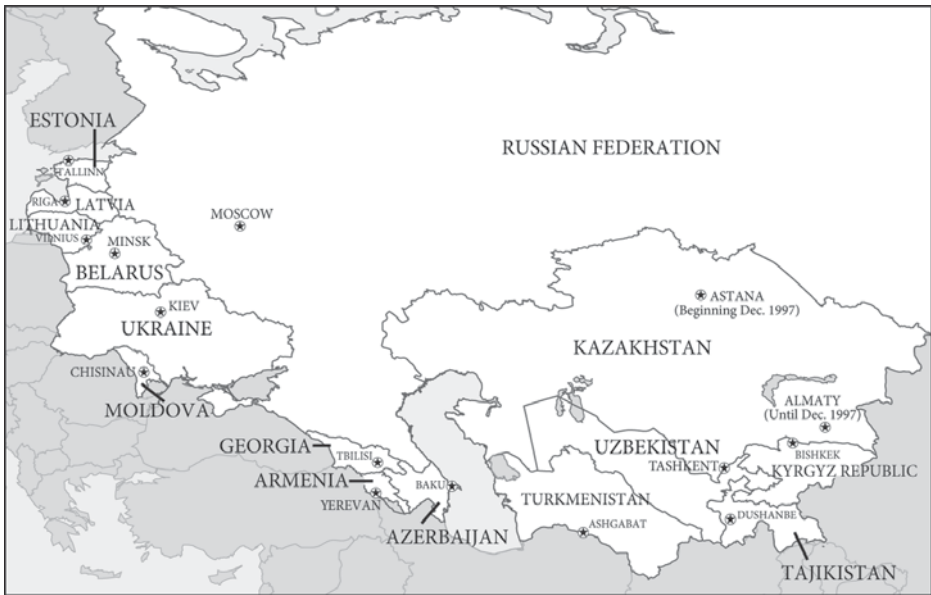 ESTONIA
RUSSIAN FEDERATION
TALLINN
RIGA
LATVIA
MOSCOW
LITHUANIA
VILNIUS
MINSK
BELARUS
ASTANA
(Beginning Dec. 1997)
KIEV
UKRAINE
KAZAKHSTAN
CHISINAU
ALMATY
(Until Dec. 1997)
MOLDOVA
GEORGIA
TBILISI
UZBEKISTAN
BISHKEK
TASHKENT
KYRGYZ REPUBLIC
ARMENIA
BAKU
YEREVAN
TURKMENISTAN
DUSHANBE
ASHGABAT
AZERBAIJAN
TAJIKISTAN